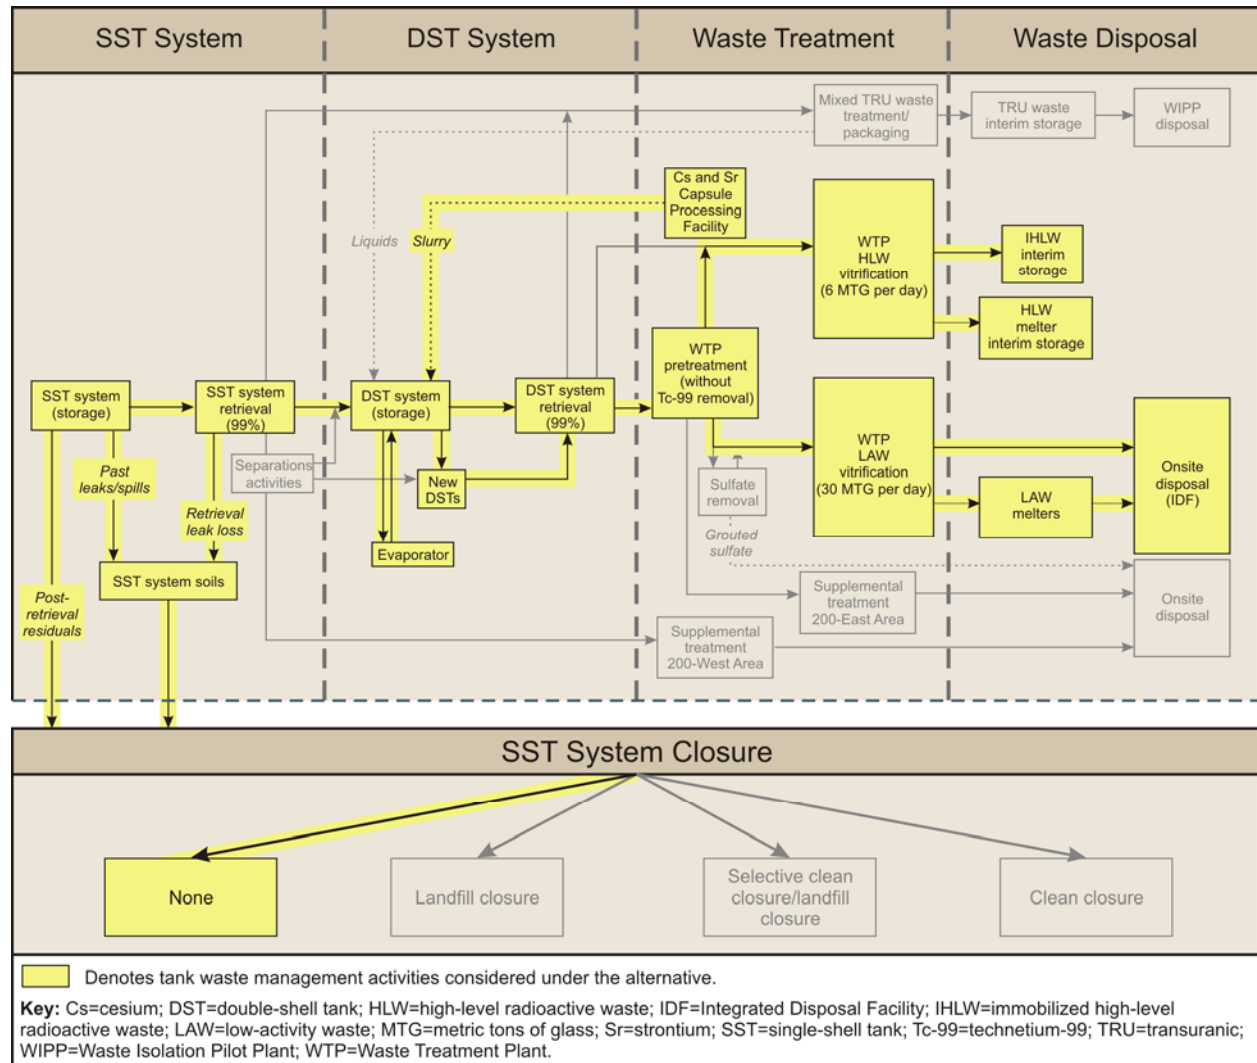 SST System
DST System
Waste Treatment
Waste Disposal
Mixed TRU waste
treatment/
packaging
TRU waste
interim storage
WIPP
disposal
Cs and Sr
Capsule
Processing
Facility
Liquids
Slurry
WTP
HLW
vitrification
(6 MTG per day)
IHLW
interim
storage
HLW
melter
interim storage
WTP
pretreatment
(without
Tc-99 removal)
SST system
(storage)
SST system
retrieval
(99%)
DST system
(storage)
DST system
retrieval
(99%)
Past
leaks/spills
Separations
activities
New
DSTs
Retrieval
leak loss
Evaporator
Sulfate
removal
Grouted
sulfate
WTP
LAW
vitrification
(30 MTG per day)
LAW
melters
Onsite
disposal
(IDF)
SST system soils
Post-
retrieval
residuals
Supplemental
treatment
200-East Area
Onsite
disposal
Supplemental
treatment
200-West Area
SST System Closure
None
Landfill closure
Selective clean
closure/landfill
closure
Clean closure
Denotes tank waste management activities considered under the alternative.
Key: Cs=cesium; DST=double-shell tank; HLW=high-level radioactive waste; IDF=Integrated Disposal Facility; IHLW=immobilized high-level
radioactive waste; LAW=low-activity waste; MTG=metric tons of glass; Sr=strontium; SST=single-shell tank; Tc-99=technetium-99; TRU=transuranic;
WIPP=Waste Isolation Pilot Plant; WTP=Waste Treatment Plant.